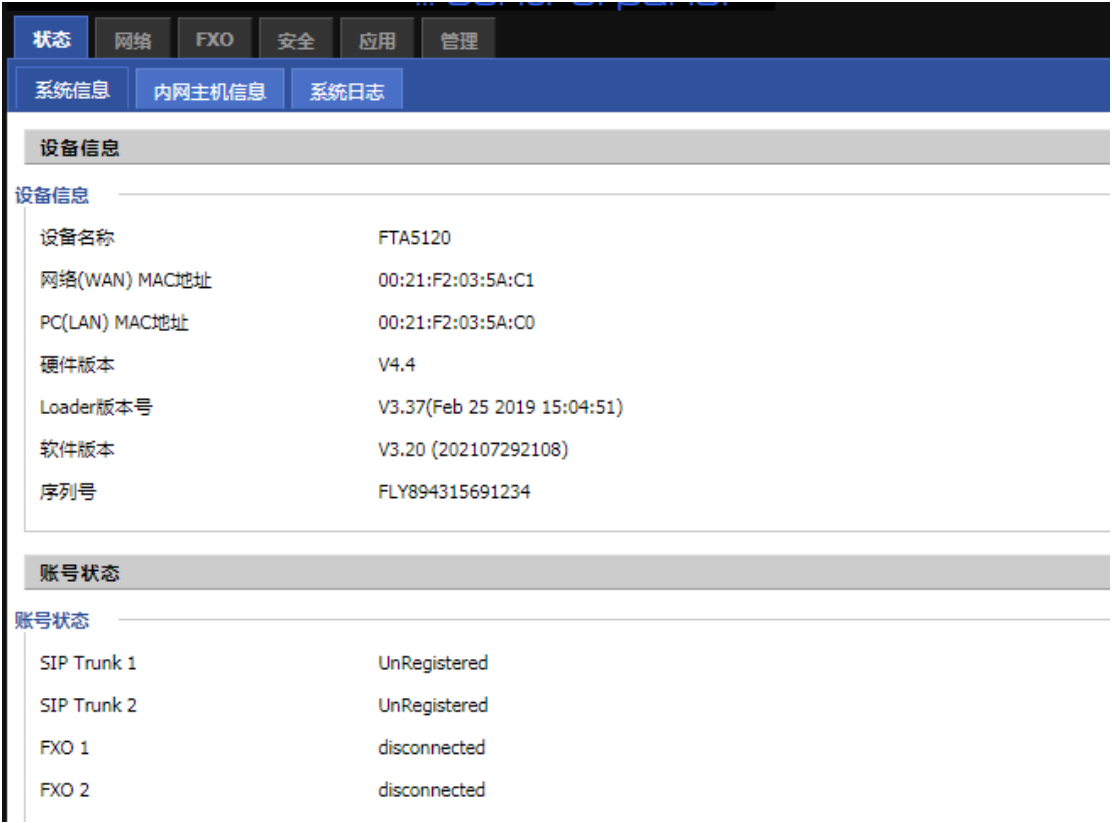 状态 网络 FXO 安全 应用 管理
系统信息 内网主机信息 系统日志
设备信息
设备信息
设备名称 FTA5120
网络(WAN) MAC地址 00:21:F2:03:5A:C1
PC(LAN) MAC地址 00:21:F2:03:5A:C0
硬件版本 V4.4
Loader版本号 V3.37(Feb 25 2019 15:04:51)
软件版本 V3.20 (202107292108)
序列号 FLY894315691234
账号状态
账号状态
SIP Trunk 1 UnRegistered
SIP Trunk 2 UnRegistered
FXO 1 disconnected
FXO 2 disconnected